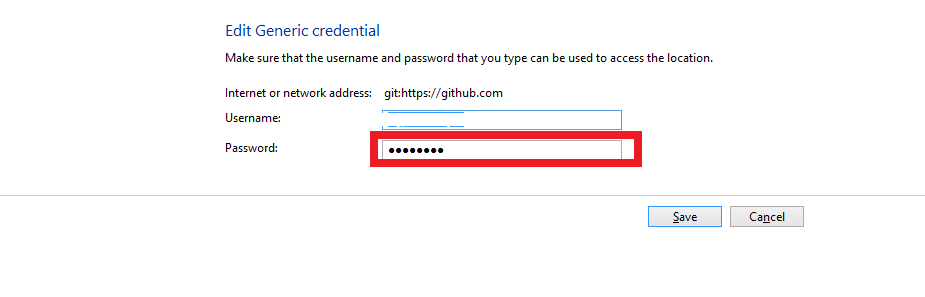 Edit Generic credential
Make sure that the username and password that you type can be used to access the location.
Internet or network address: git:https://github.com
Username:
Password: ••••••••
Save Cancel